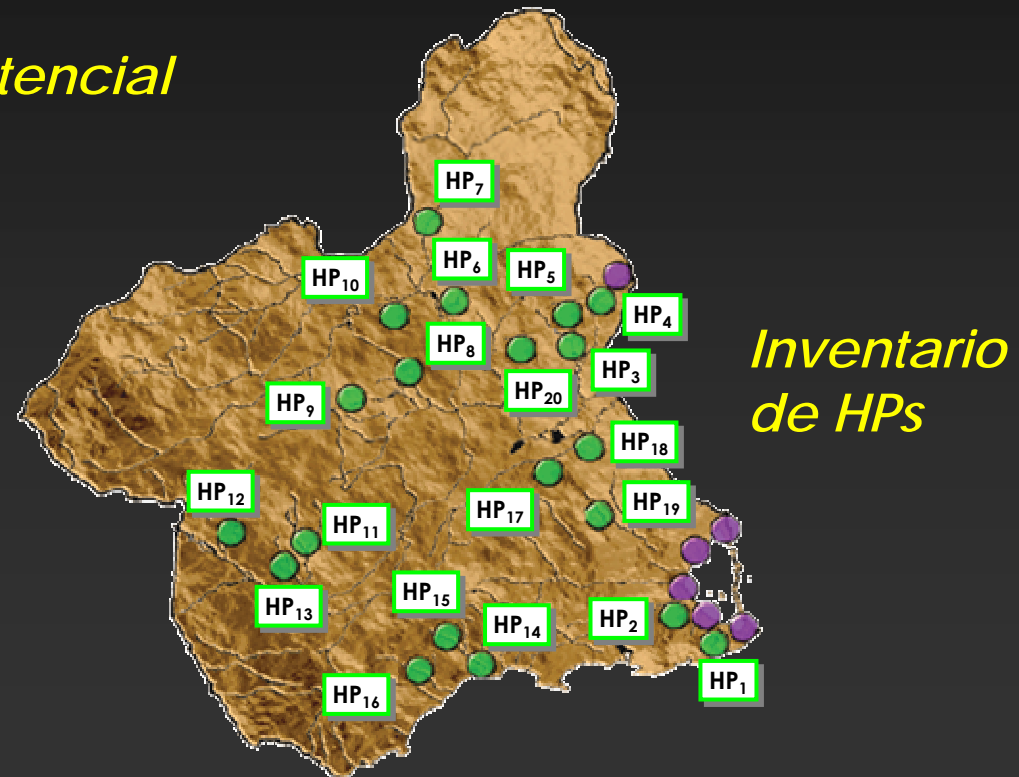 tencial
HP₇
HP₆
HP₅
HP₁₀
HP₄
HP₈
HP₃
HP₂₀
HP₉
Inventario
de HPs
HP₁₈
HP₁₂
HP₁₉
HP₁₇
HP₁₁
HP₁₅
HP₁₃
HP₁₄
HP₂
HP₁
HP₁₆